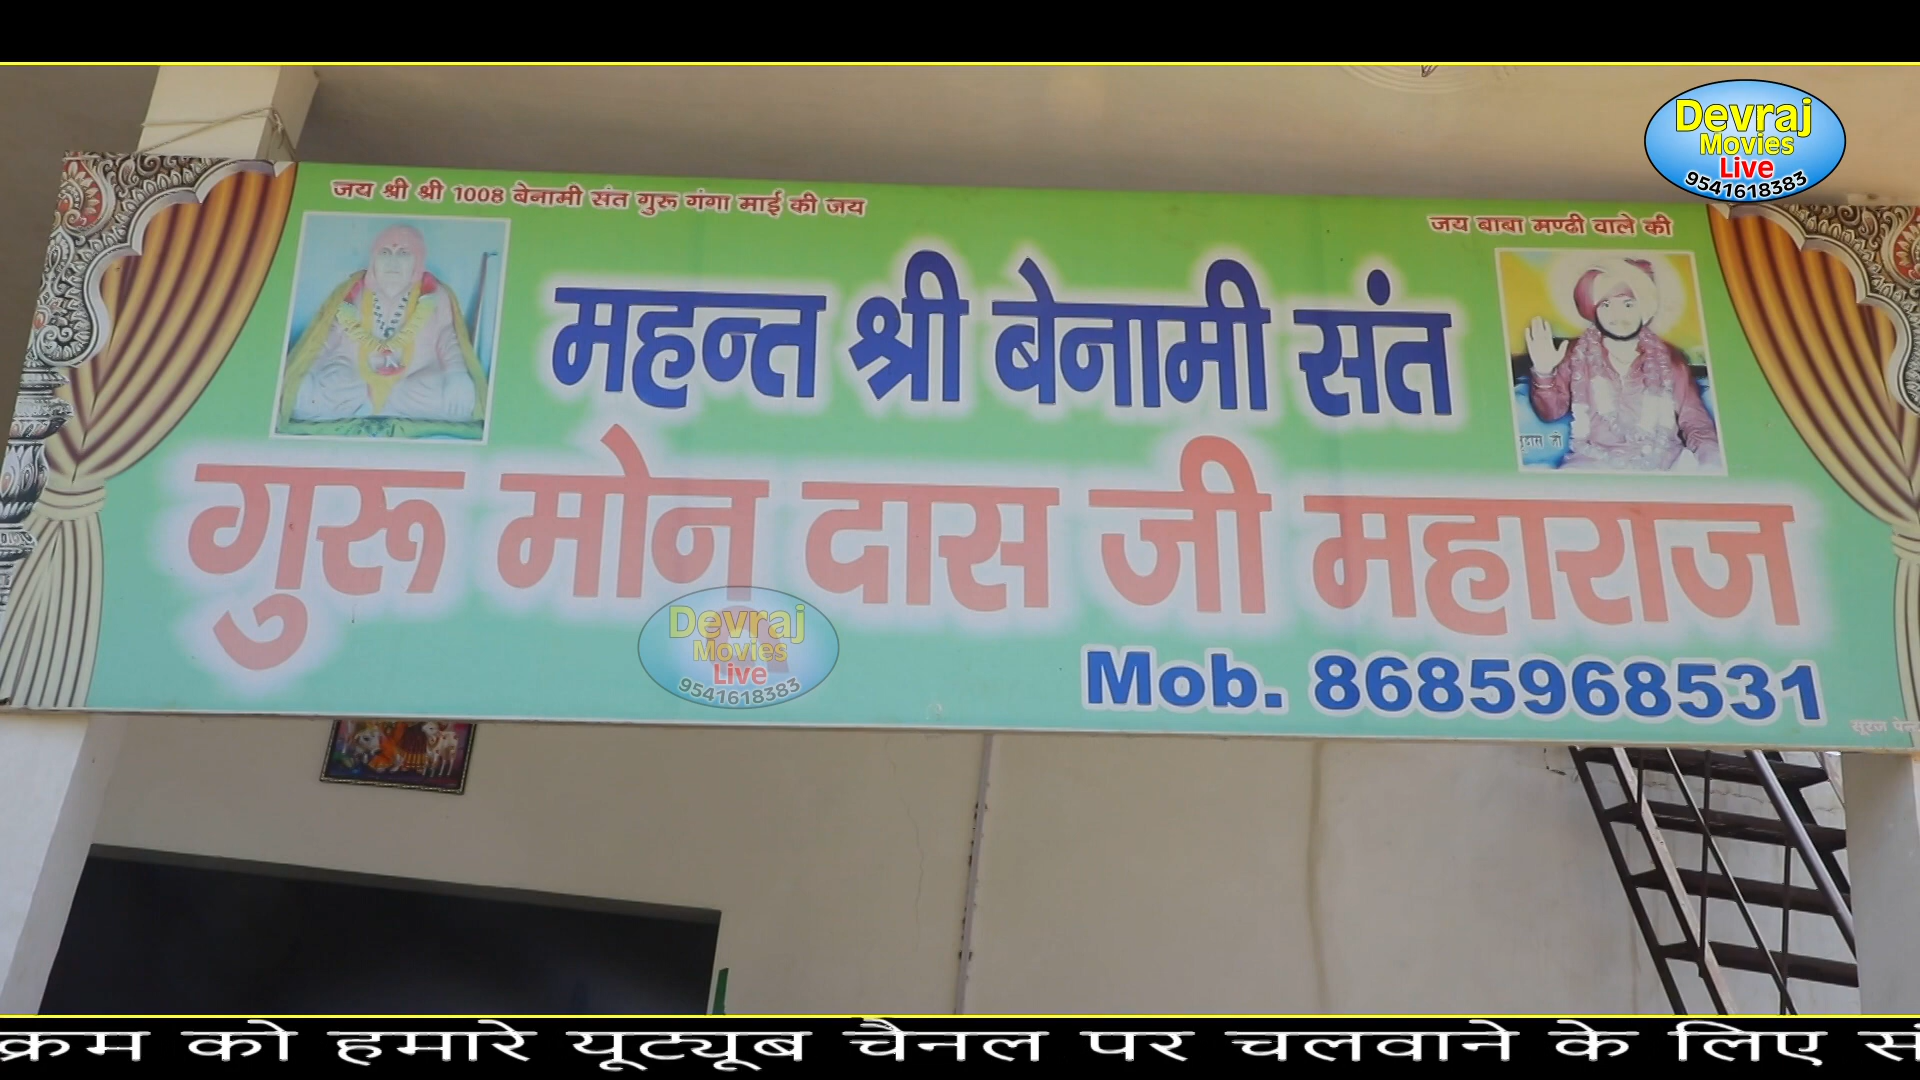 Devraj
Movies
Live
9541618383
जय श्री श्री 1008 बेनामी संत गुरू गंगा माई की जय
जय बाबा मण्ढी वाले की
महन्त श्री बेनामी संत
दास जी
गुरू मोन दास जी महाराज
Devraj
Movies
Live
9541618383
Mob. 8685968531
सूरज
क्रम को हमारे यूट्यूब चैनल पर चलवाने के लिए